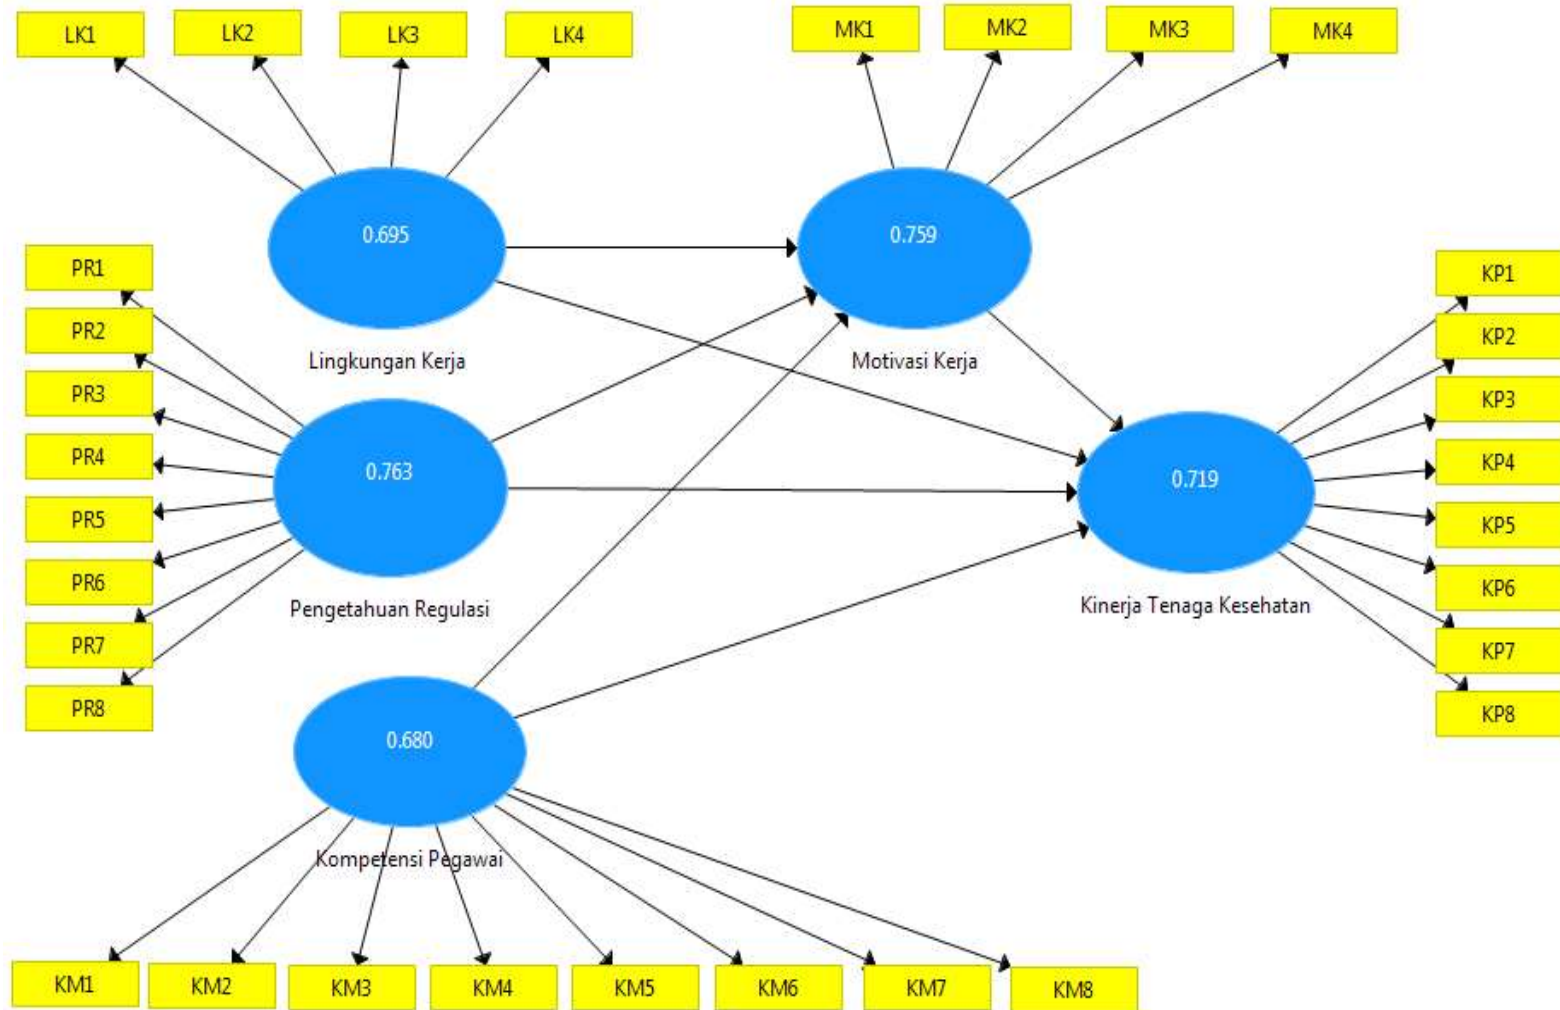 LK1
LK2
LK3
LK4
MK1
MK2
MK3
MK4
0.695
0.759
Lingkungan Kerja
Motivasi Kerja
PR1
PR2
PR3
PR4
PR5
PR6
PR7
PR8
0.763
Pengetahuan Regulasi
KP1
KP2
KP3
KP4
KP5
KP6
KP7
KP8
0.719
Kinerja Tenaga Kesehatan
0.680
Kompetensi Pegawai
KM1
KM2
KM3
KM4
KM5
KM6
KM7
KM8